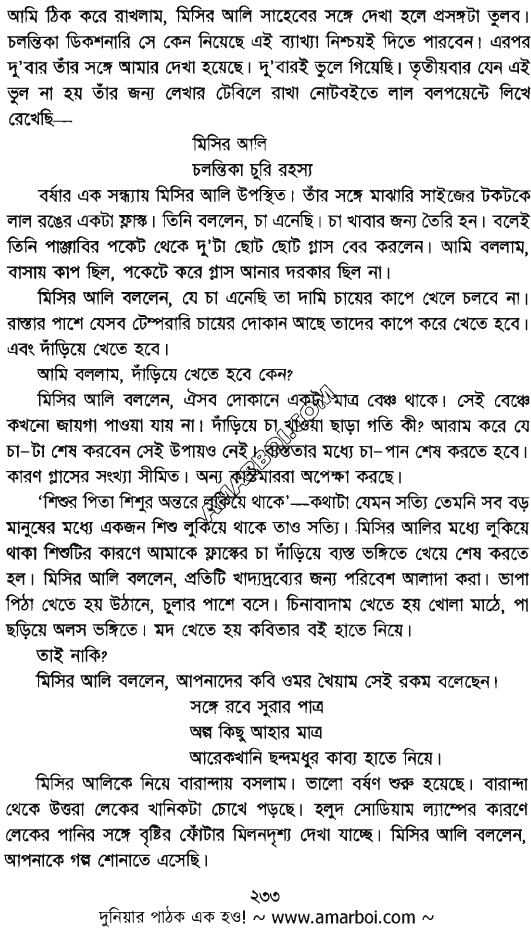 আমি ঠিক করে রাখলাম, মিসির আলি সাহেবের সঙ্গে দেখা হলে প্রসঙ্গটা তুলব।
চলন্তিকা ডিকশনারি সে কেন নিয়েছে এই ব্যাখ্যা নিশ্চয়ই দিতে পারবেন। এরপর
দু'বার তাঁর সঙ্গে আমার দেখা হয়েছে। দু'বারই ভুলে গিয়েছি। তৃতীয়বার যেন এই
ভুল না হয় তাঁর জন্য লেখার টেবিলে রাখা নোটবইতে লাল বলপয়েন্টে লিখে
রেখেছি—
মিসির আলি
চলন্তিকা চুরি রহস্য
বর্ষার এক সন্ধ্যায় মিসির আলি উপস্থিত। তাঁর সঙ্গে মাঝারি সাইজের টকটকে
লাল রঙের একটা ফ্লাস্ক। তিনি বললেন, চা এনেছি। চা খাবার জন্য তৈরি হন। বলেই
তিনি পাঞ্জাবির পকেট থেকে দু'টা ছোট ছোট গ্লাস বের করলেন। আমি বললাম,
বাসায় কাপ ছিল, পকেটে করে গ্লাস আনার দরকার ছিল না।
মিসির আলি বললেন, যে চা এনেছি তা দামি চায়ের কাপে খেলে চলবে না।
রাস্তার পাশে যেসব টেম্পরারি চায়ের দোকান আছে তাদের কাপে করে খেতে হবে।
এবং দাঁড়িয়ে খেতে হবে।
আমি বললাম, দাঁড়িয়ে খেতে হবে কেন?
মিসির আলি বললেন, ঐসব দোকানে একটা মাত্র বেঞ্চ থাকে। সেই বেঞ্চে
কখনো জায়গা পাওয়া যায় না। দাঁড়িয়ে চা খাওয়া ছাড়া গতি কী? আরাম করে যে
চা-টা শেষ করবেন সেই উপায়ও নেই। ব্যস্ততার মধ্যে চা-পান শেষ করতে হবে।
কারণ গ্লাসের সংখ্যা সীমিত। অন্য কাস্টমাররা অপেক্ষা করছে।
'শিশুর পিতা শিশুর অন্তরে লুকিয়ে থাকে'—কথাটা যেমন সত্যি তেমনি সব বড়
মানুষের মধ্যে একজন শিশু লুকিয়ে থাকে তাও সত্যি। মিসির আলির মধ্যে লুকিয়ে
থাকা শিশুটির কারণে আমাকে ফ্লাস্কের চা দাঁড়িয়ে ব্যস্ত ভঙ্গিতে খেয়ে শেষ করতে
হল। মিসির আলি বললেন, প্রতিটি খাদ্যদ্রব্যের জন্য পরিবেশ আলাদা করা। ভাপা
পিঠা খেতে হয় উঠানে, চুলার পাশে বসে। চিনাবাদাম খেতে হয় খোলা মাঠে, পা
ছড়িয়ে অলস ভঙ্গিতে। মদ খেতে হয় কবিতার বই হাতে নিয়ে।
তাই নাকি?
মিসির আলি বললেন, আপনাদের কবি ওমর খৈয়াম সেই রকম বলেছেন।
সঙ্গে রবে সুরার পাত্র
অল্প কিছু আহার মাত্র
আরেকখানি ছন্দমধুর কাব্য হাতে নিয়ে।
মিসির আলিকে নিয়ে বারান্দায় বসলাম। ভালো বর্ষণ শুরু হয়েছে। বারান্দা
থেকে উত্তরা লেকের খানিকটা চোখে পড়ছে। হলুদ সোডিয়াম ল্যাম্পের কারণে
লেকের পানির সঙ্গে বৃষ্টির ফোঁটার মিলনদৃশ্য দেখা যাচ্ছে। মিসির আলি বললেন,
আপনাকে গল্প শোনাতে এসেছি।
২৩৩
দুনিয়ার পাঠক এক হও! ~ www.amarboi.com ~
AMARBOI.COM